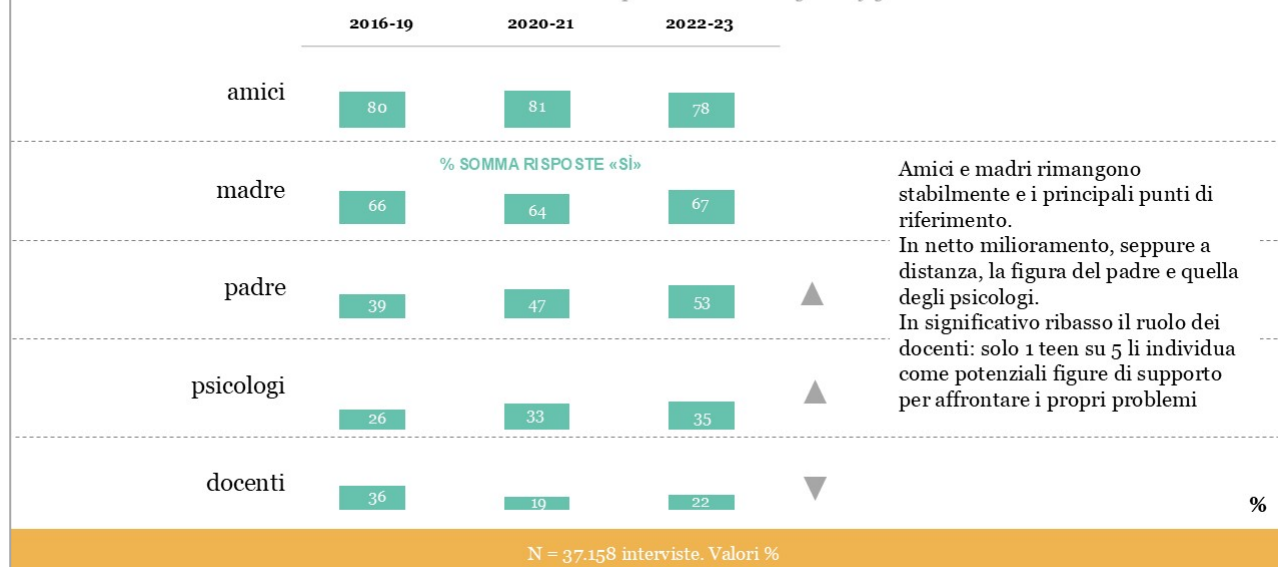 2016-19 2020-21 2022-23
amici 80 81 78
% SOMMA RISPOSTE «SÌ»
madre 66 64 67
padre 39 47 53
psicologi 26 33 35
docenti 36 19 22
Amici e madri rimangono
stabilmente e i principali punti di
riferimento.
In netto milioramento, seppure a
distanza, la figura del padre e quella
degli psicologi.
In significativo ribasso il ruolo dei
docenti: solo 1 teen su 5 li individua
come potenziali figure di supporto
per affrontare i propri problemi
%
N = 37.158 interviste. Valori %